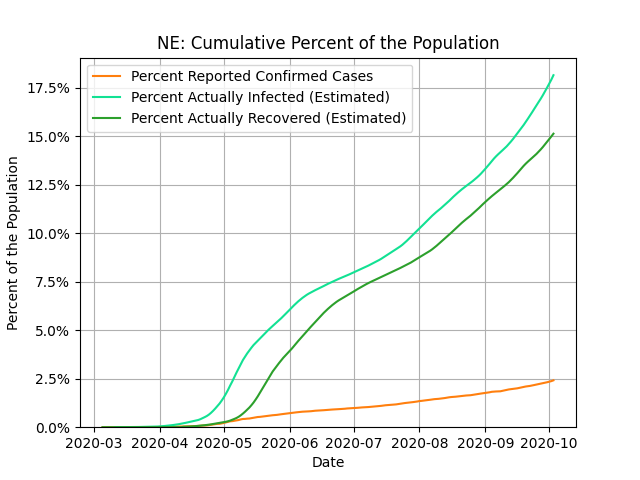 NE: Cumulative Percent of the Population
Percent Reported Confirmed Cases
Percent Actually Infected (Estimated)
Percent Actually Recovered (Estimated)
Percent of the Population
17.5%
15.0%
12.5%
10.0%
7.5%
5.0%
2.5%
0.0%
2020-03 2020-04 2020-05 2020-06 2020-07 2020-08 2020-09 2020-10
Date